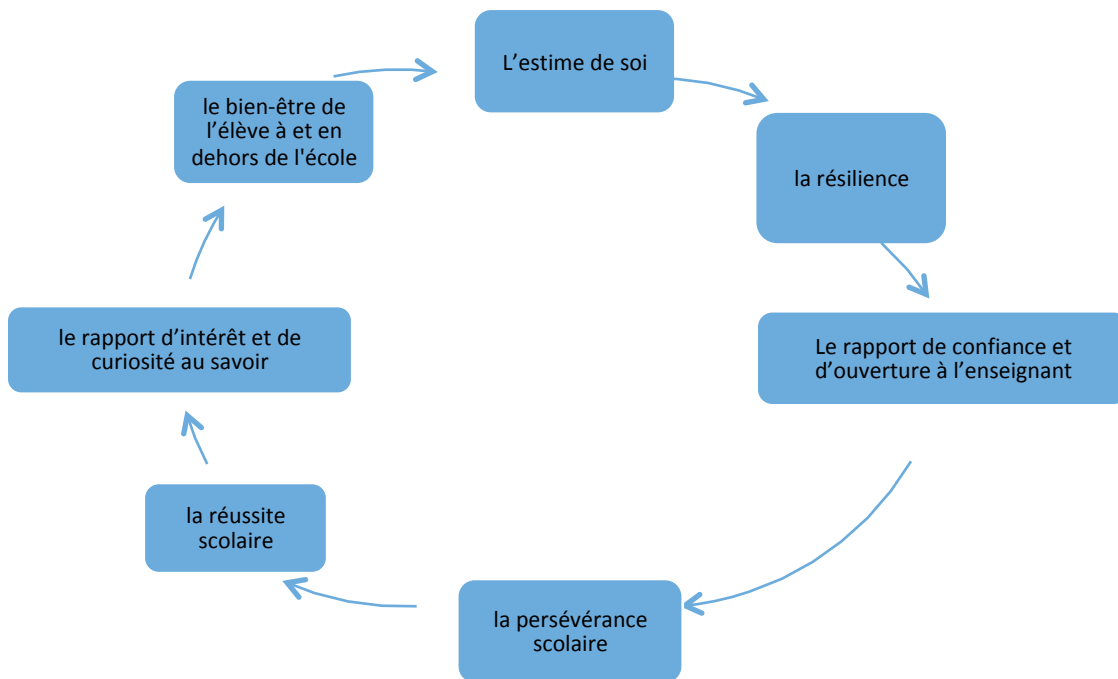 L’estime de soi
la résilience
Le rapport de confiance et
d’ouverture à l’enseignant
la persévérance
scolaire
la réussite
scolaire
le rapport d’intérêt et de
curiosité au savoir
le bien-être de
l’élève à et en
dehors de l'école